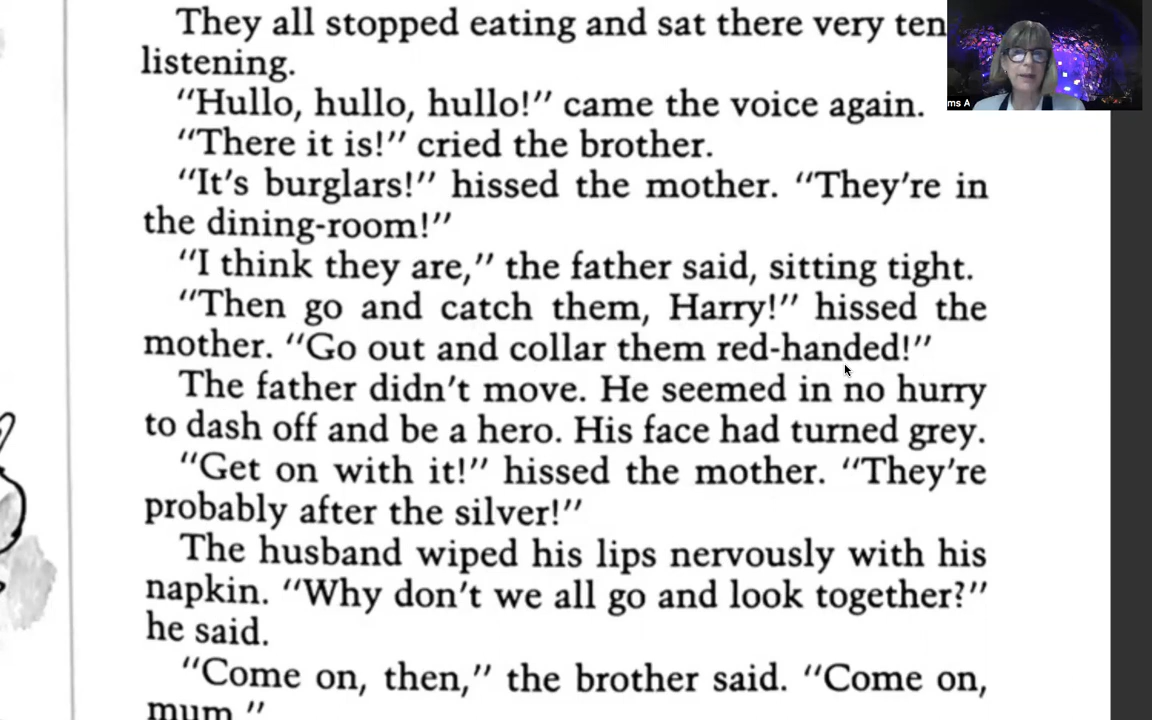 They all stopped eating and sat there very
listening.
“Hullo, hullo, hullo!” came the voice again.
“There it is!” cried the brother.
“It’s burglars!” hissed the mother. “They’re in
the dining-room!”
“I think they are,” the father said, sitting tight.
“Then go and catch them, Harry!” hissed the
mother. “Go out and collar them red-handed!”
The father didn’t move. He seemed in no hurry
to dash off and be a hero. His face had turned grey.
“Get on with it!” hissed the mother. “They’re
probably after the silver!”
The husband wiped his lips nervously with his
napkin. “Why don’t we all go and look together?”
he said.
“Come on, then,” the brother said. “Come on,
mum.”
ms A